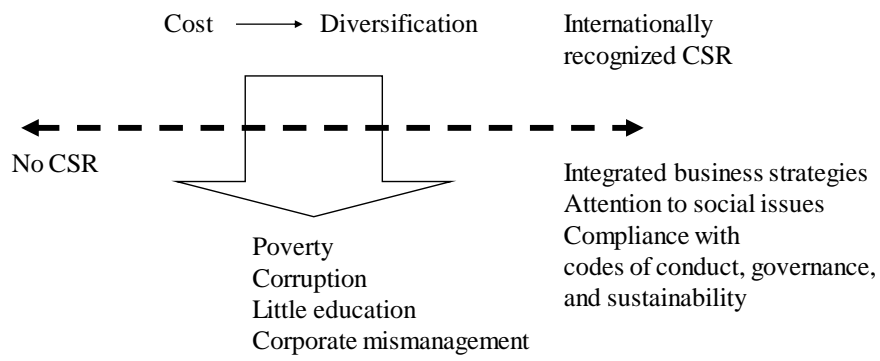 Cost Diversification
Internationally
recognized CSR
No CSR
Integrated business strategies
Attention to social issues
Compliance with
codes of conduct, governance,
and sustainability
Poverty
Corruption
Little education
Corporate mismanagement